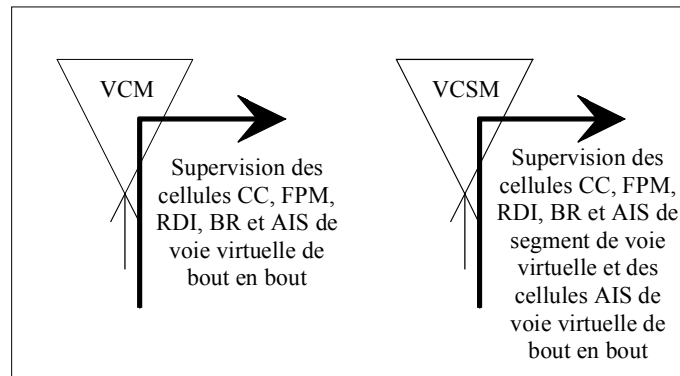 VCM
Supervision des
cellules CC, FPM,
RDI, BR et AIS de
voie virtuelle de
bout en bout
VCSM
Supervision des
cellules CC, FPM,
RDI, BR et AIS de
segment de voie
virtuelle et des
cellules AIS de
voie virtuelle de
bout en bout